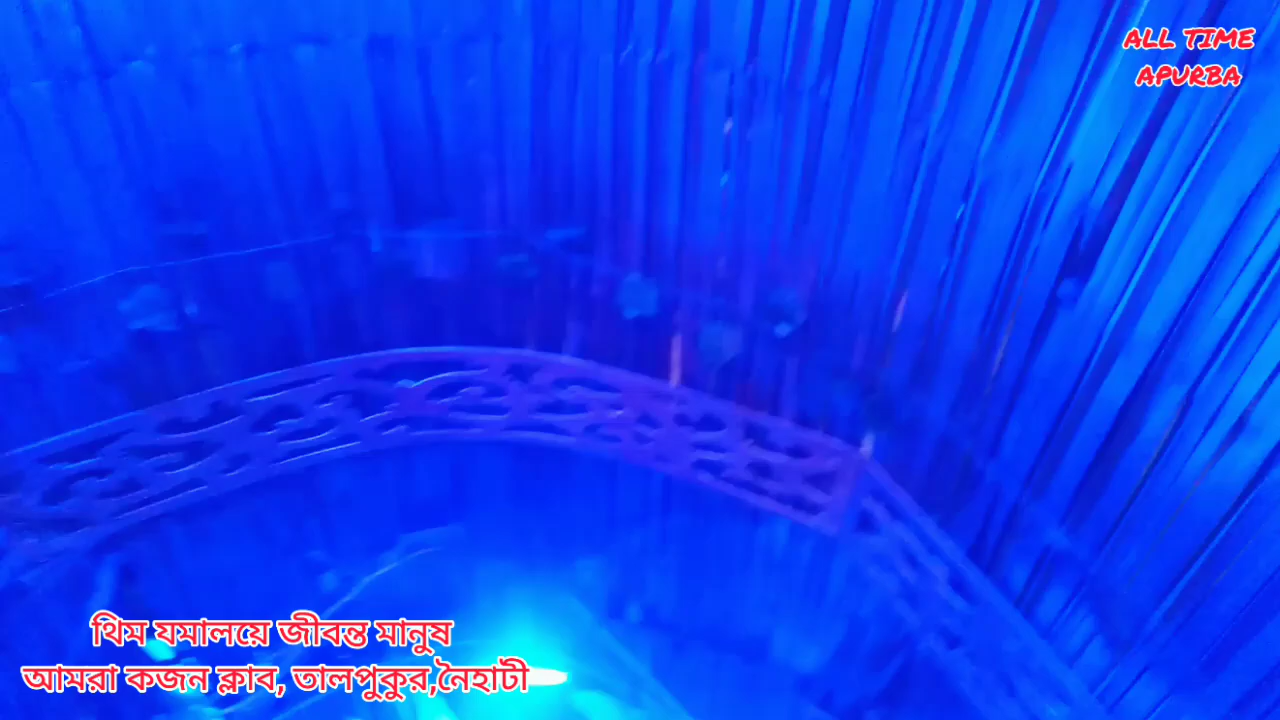 ALL TIME
APURBA
থিম যমালয়ে জীবন্ত মানুষ
আমরা কজন ক্লাব, তালপুকুর,নৈহাটী